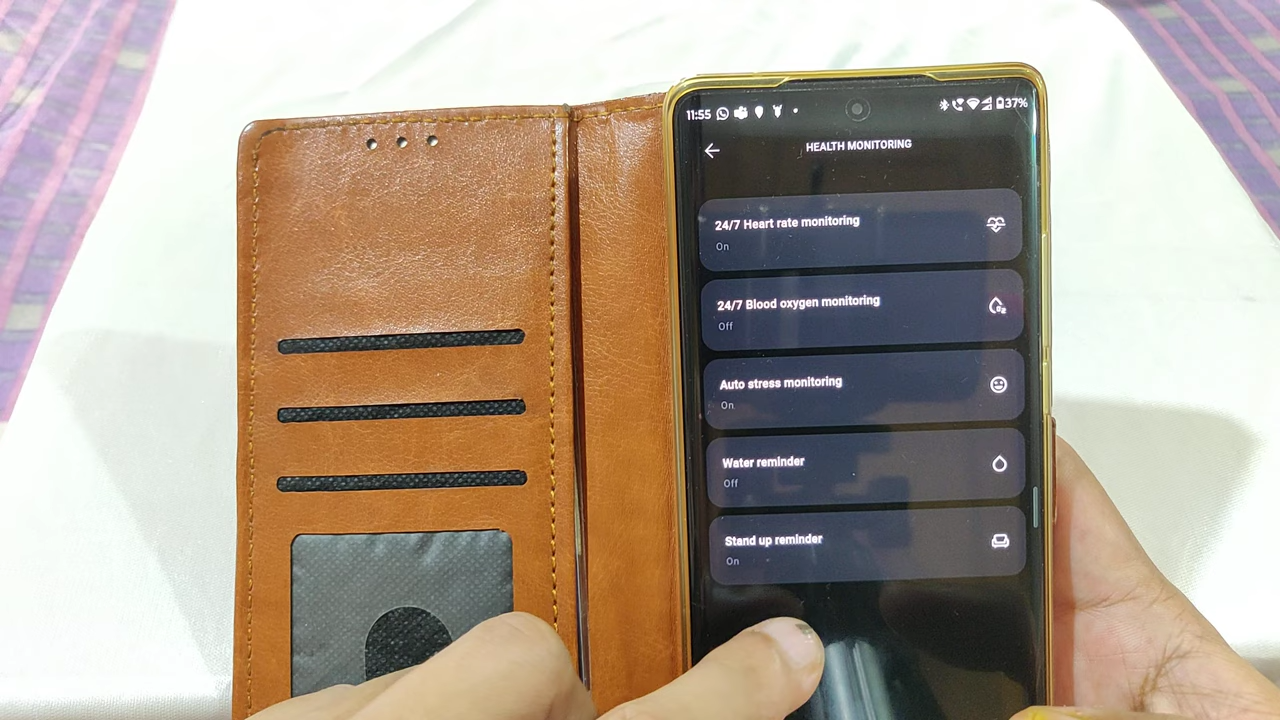 11:55 37%
HEALTH MONITORING
24/7 Heart rate monitoring
On
24/7 Blood oxygen monitoring
Off
O2
Auto stress monitoring
On
Water reminder
Off
Stand up reminder
On